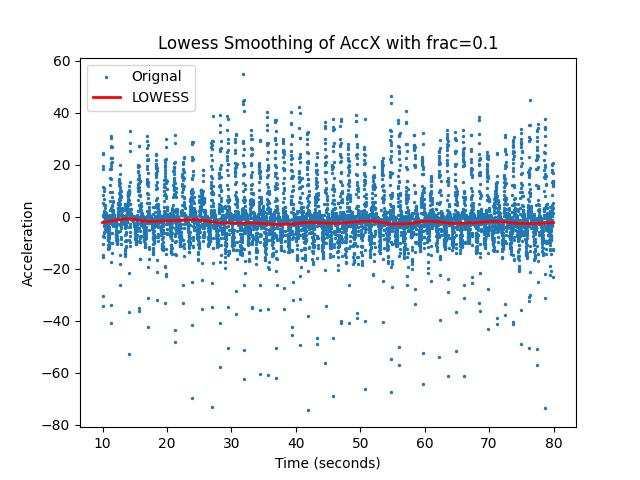 Lowess Smoothing of AccX with frac=0.1
Orignal
LOWESS
60
40
20
0
−20
−40
−60
−80
Acceleration
10 20 30 40 50 60 70 80
Time (seconds)